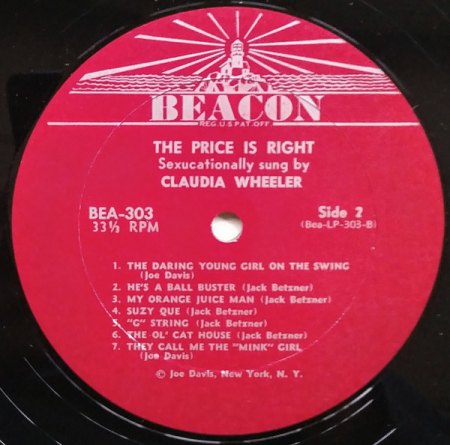 BEACON
REG. U.S. PAT. OFF.
THE PRICE IS RIGHT
Sexucationally sung by
CLAUDIA WHEELER
BEA-303
33⅓ RPM
Side 2
(Bea-LP-303-B)
1. THE DARING YOUNG GIRL ON THE SWING
(Joe Davis)
2. HE'S A BALL BUSTER (Jack Betzner)
3. MY ORANGE JUICE MAN (Jack Betzner)
4. SUZY QUE (Jack Betzner)
5. "G" STRING (Jack Betzner)
6. THE OL' CAT HOUSE (Jack Betzner)
7. THEY CALL ME THE "MINK" GIRL
(Joe Davis)
© Joe Davis, New York, N. Y.